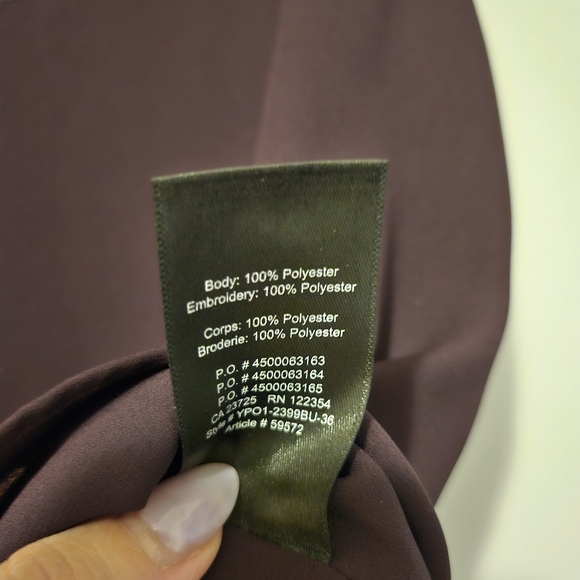 Body: 100% Polyester
Embroidery: 100% Polyester
Corps: 100% Polyester
Broderie: 100% Polyester
P.O. # 4500063163
P.O. # 4500063164
P.O. # 4500063165
CA 23725 RN 122354
Style # YPO1-2399BU-36
Article # 59572